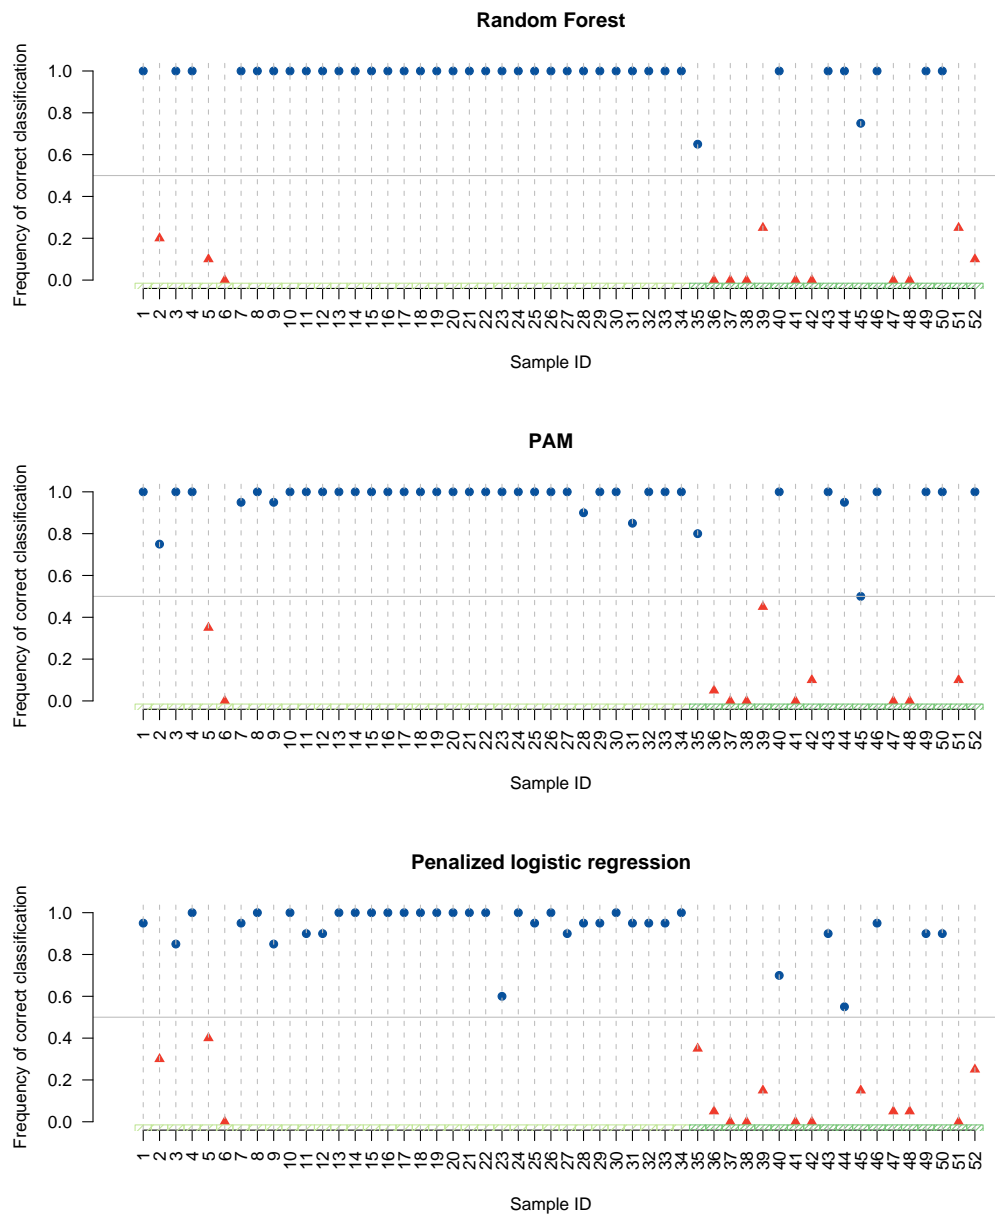 Random Forest
Frequency of correct classification
1.0
0.8
0.6
0.4
0.2
0.0
1 2 3 4 5 6 7 8 9 10 11 12 13 14 15 16 17 18 19 20 21 22 23 24 25 26 27 28 29 30 31 32 33 34 35 36 37 38 39 40 41 42 43 44 45 46 47 48 49 50 51 52
Sample ID
PAM
Frequency of correct classification
1.0
0.8
0.6
0.4
0.2
0.0
1 2 3 4 5 6 7 8 9 10 11 12 13 14 15 16 17 18 19 20 21 22 23 24 25 26 27 28 29 30 31 32 33 34 35 36 37 38 39 40 41 42 43 44 45 46 47 48 49 50 51 52
Sample ID
Penalized logistic regression
Frequency of correct classification
1.0
0.8
0.6
0.4
0.2
0.0
1 2 3 4 5 6 7 8 9 10 11 12 13 14 15 16 17 18 19 20 21 22 23 24 25 26 27 28 29 30 31 32 33 34 35 36 37 38 39 40 41 42 43 44 45 46 47 48 49 50 51 52
Sample ID